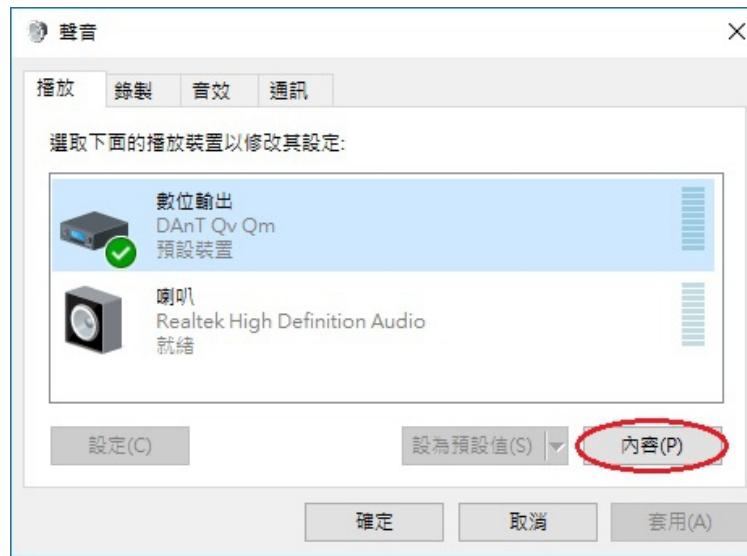 聲音
播放 錄製 音效 通訊
選取下面的播放裝置以修改其設定:
數位輸出
DAnT Qv Qm
預設裝置
喇叭
Realtek High Definition Audio
就緒
設定(C) 設為預設值(S) 內容(P)
確定 取消 套用(A)